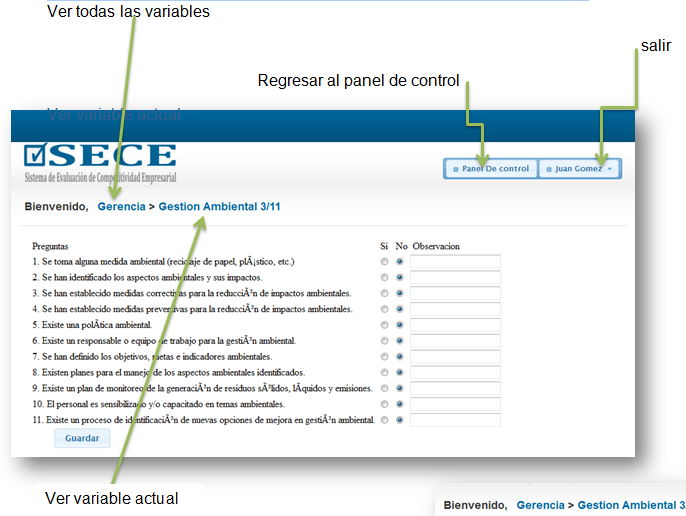 Ver todas las variables
salir
Regresar al panel de control
Ver variable actual
SECE
Sistema de Evaluación de Competitividad Empresarial
Panel De control
Juan Gomez
Bienvenido, Gerencia > Gestion Ambiental 3/11
Preguntas Si No Observacion
1. Se toma alguna medida ambiental (reciclaje de papel, plÃ¡stico, etc.)
2. Se han identificado los aspectos ambientales y sus impactos.
3. Se han establecido medidas correctivas para la reducciÃ³n de impactos ambientales.
4. Se han establecido medidas preventivas para la reducciÃ³n de impactos ambientales.
5. Existe una polÃ­tica ambiental.
6. Existe un responsable o equipo de trabajo para la gestiÃ³n ambiental.
7. Se han definido los objetivos, metas e indicadores ambientales.
8. Existen planes para el manejo de los aspectos ambientales identificados.
9. Existe un plan de monitoreo de la generaciÃ³n de residuos sÃ³lidos, lÃ­quidos y emisiones.
10. El personal es sensibilizado y/o capacitado en temas ambientales.
11. Existe un proceso de identificaciÃ³n de nuevas opciones de mejora en gestiÃ³n ambiental.
Guardar
Ver variable actual
Bienvenido, Gerencia > Gestion Ambiental 3